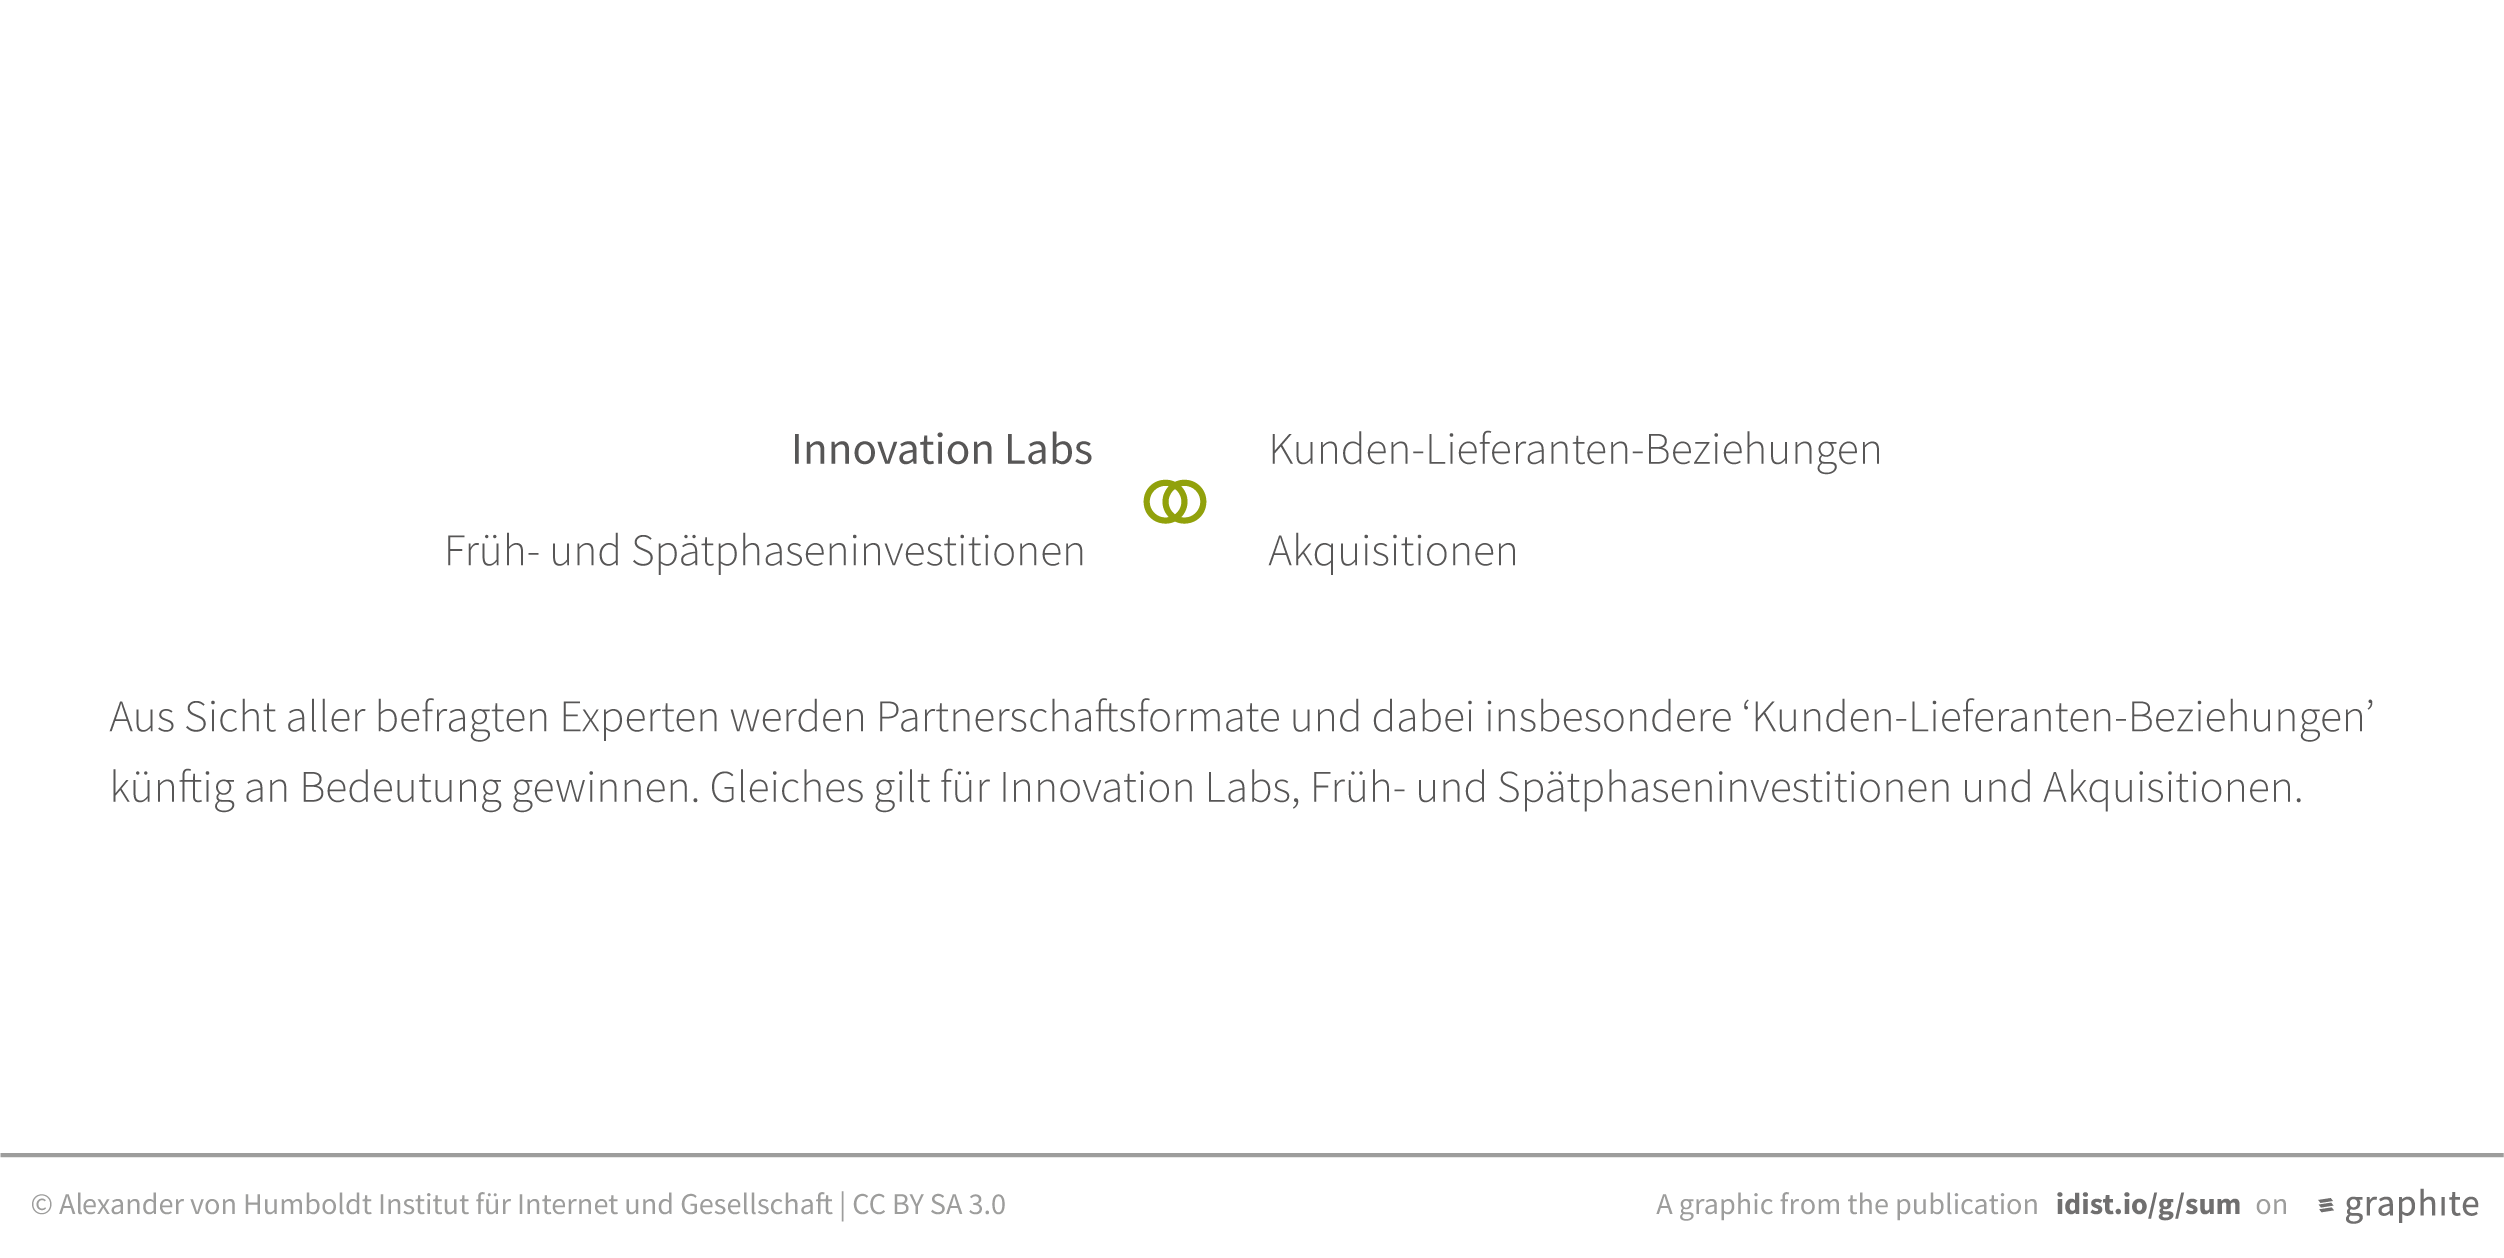 Innovation Labs
Kunden-Lieferanten-Beziehungen
Früh- und Spätphaseninvestitionen
Akquisitionen
Aus Sicht aller befragten Experten werden Partnerschaftsformate und dabei insbesondere ‘Kunden-Lieferanten-Beziehungen’
künftig an Bedeutung gewinnen. Gleiches gilt für Innovation Labs, Früh- und Spätphaseninvestitionen und Akquisitionen.
© Alexander von Humboldt Institut für Internet und Gesellschaft | CC BY SA 3.0
A graphic from the publication idist.io/g/sum on graphite